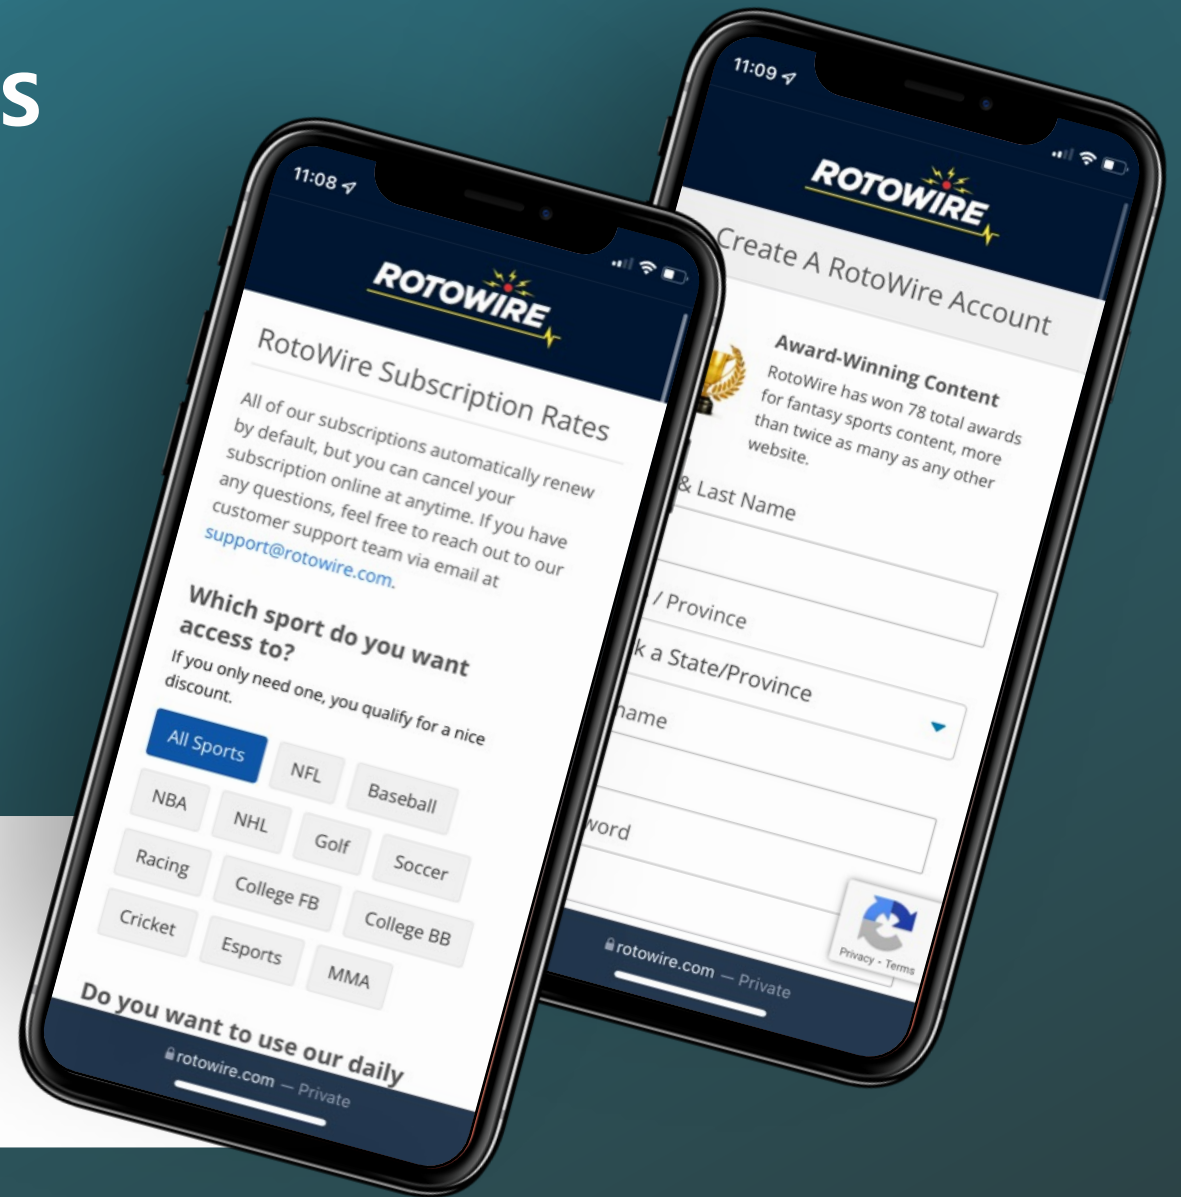 s
11:08
ROTOWIRE
RotoWire Subscription Rates
All of our subscriptions automatically renew
by default, but you can cancel your
subscription online at anytime. If you have
any questions, feel free to reach out to our
customer support team via email at
support@rotowire.com.
Which sport do you want
access to?
If you only need one, you qualify for a nice
discount.
All Sports
NFL
Baseball
NBA
NHL
Golf
Soccer
Racing
College FB
College BB
Cricket
Esports
MMA
Do you want to use our daily
rotowire.com — Private
11:09
ROTOWIRE
Create A RotoWire Account
Award-Winning Content
RotoWire has won 78 total awards
for fantasy sports content, more
than twice as many as any other
website.
& Last Name
/ Province
k a State/Province
name
word
Privacy - Terms
rotowire.com — Private